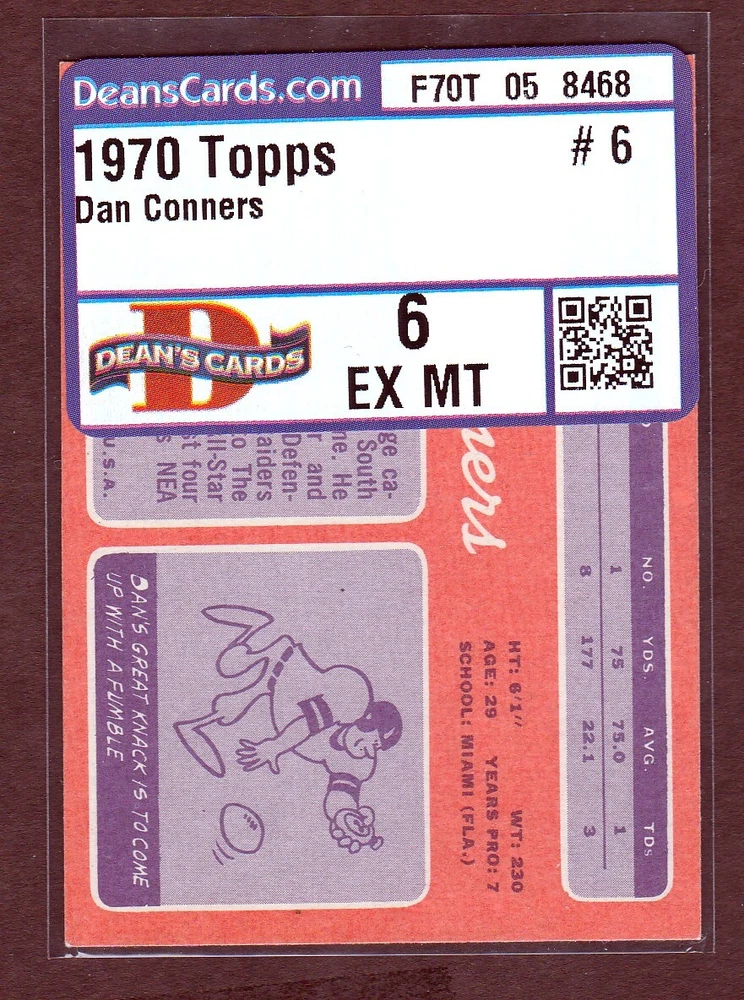 DeansCards.com
F70T 05 8468
1970 Topps
# 6
Dan Conners
DEAN'S CARDS
6
EX MT
ners
NO. YDS. AVG. TDs
1 75 75.0 1
8 177 22.1 3
HT: 6'1" WT: 230
AGE: 29 YEARS PRO: 7
SCHOOL: MIAMI (FLA.)
ge ca-
South
ne. He
r and
Defen-
aiders
o The
ll-Star
st four
s NEA
U.S.A.
DAN'S GREAT KNACK IS TO COME
UP WITH A FUMBLE